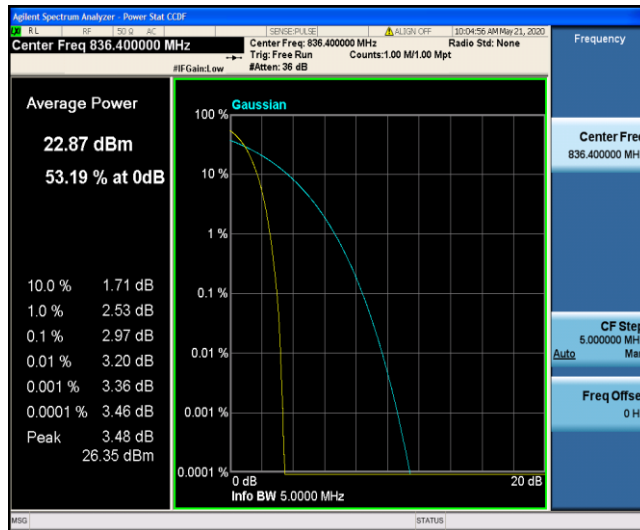 Agilent Spectrum Analyzer - Power Stat CCDF
RL RF 50 Ω AC SENSE:PULSE ALIGN OFF 10:04:56 AM May 21, 2020
Center Freq 836.400000 MHz
Center Freq: 836.400000 MHz Radio Std: None
Trig: Free Run Counts:1.00 M/1.00 Mpt
#IFGain:Low #Atten: 36 dB
Frequency
Average Power
22.87 dBm
53.19 % at 0dB
10.0 % 1.71 dB
1.0 % 2.53 dB
0.1 % 2.97 dB
0.01 % 3.20 dB
0.001 % 3.36 dB
0.0001 % 3.46 dB
Peak 3.48 dB
26.35 dBm
Gaussian
100 %
10 %
1 %
0.1 %
0.01 %
0.001 %
0.0001 %
0 dB 20 dB
Info BW 5.0000 MHz
Center Fre
836.400000 MH
CF Step
5.000000 MH
Auto Ma
Freq Offse
0 H
MSG STATUS